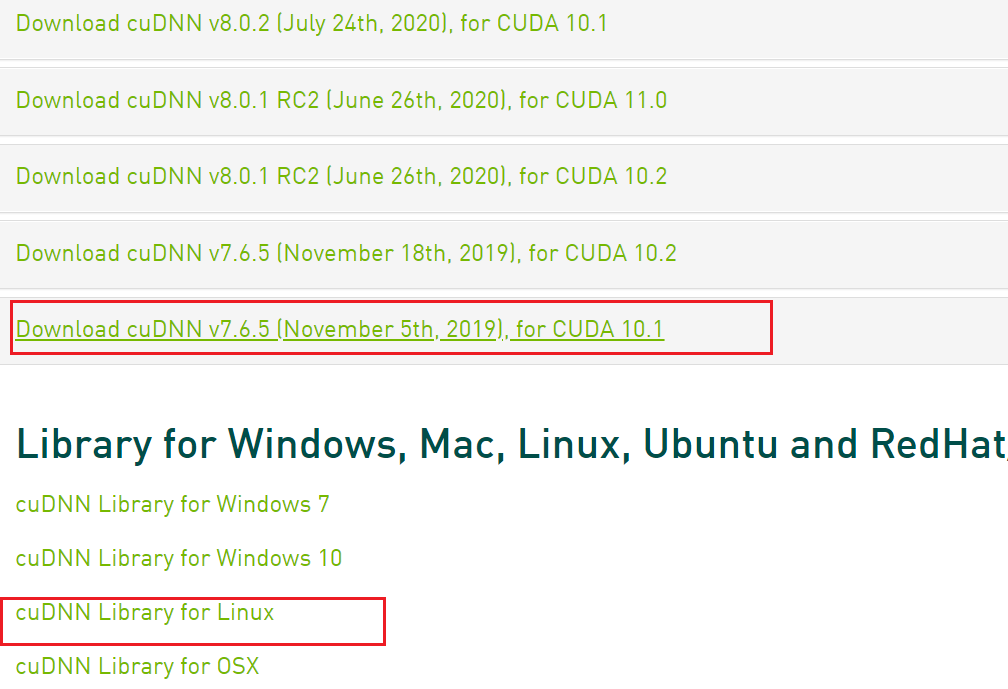 Download cuDNN v8.0.2 (July 24th, 2020), for CUDA 10.1
Download cuDNN v8.0.1 RC2 (June 26th, 2020), for CUDA 11.0
Download cuDNN v8.0.1 RC2 (June 26th, 2020), for CUDA 10.2
Download cuDNN v7.6.5 (November 18th, 2019), for CUDA 10.2
Download cuDNN v7.6.5 (November 5th, 2019), for CUDA 10.1
Library for Windows, Mac, Linux, Ubuntu and RedHat,
cuDNN Library for Windows 7
cuDNN Library for Windows 10
cuDNN Library for Linux
cuDNN Library for OSX